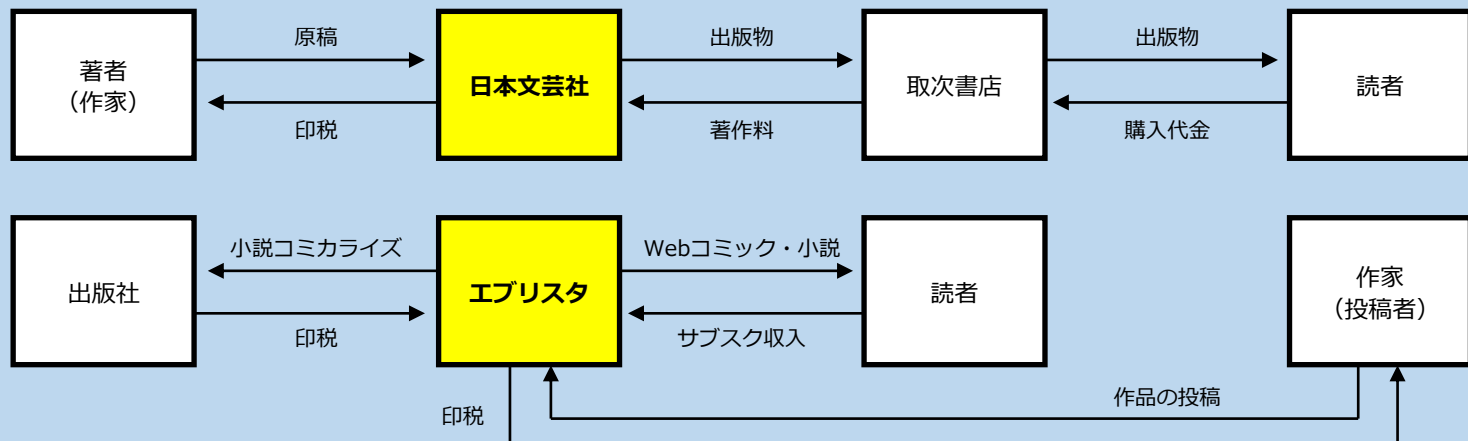 原稿
出版物
出版物
著者
（作家）
日本文芸社
取次書店
読者
印税
著作料
購入代金
小説コミカライズ
Webコミック・小説
出版社
エブリスタ
読者
作家
（投稿者）
印税
サブスク収入
作品の投稿
印税